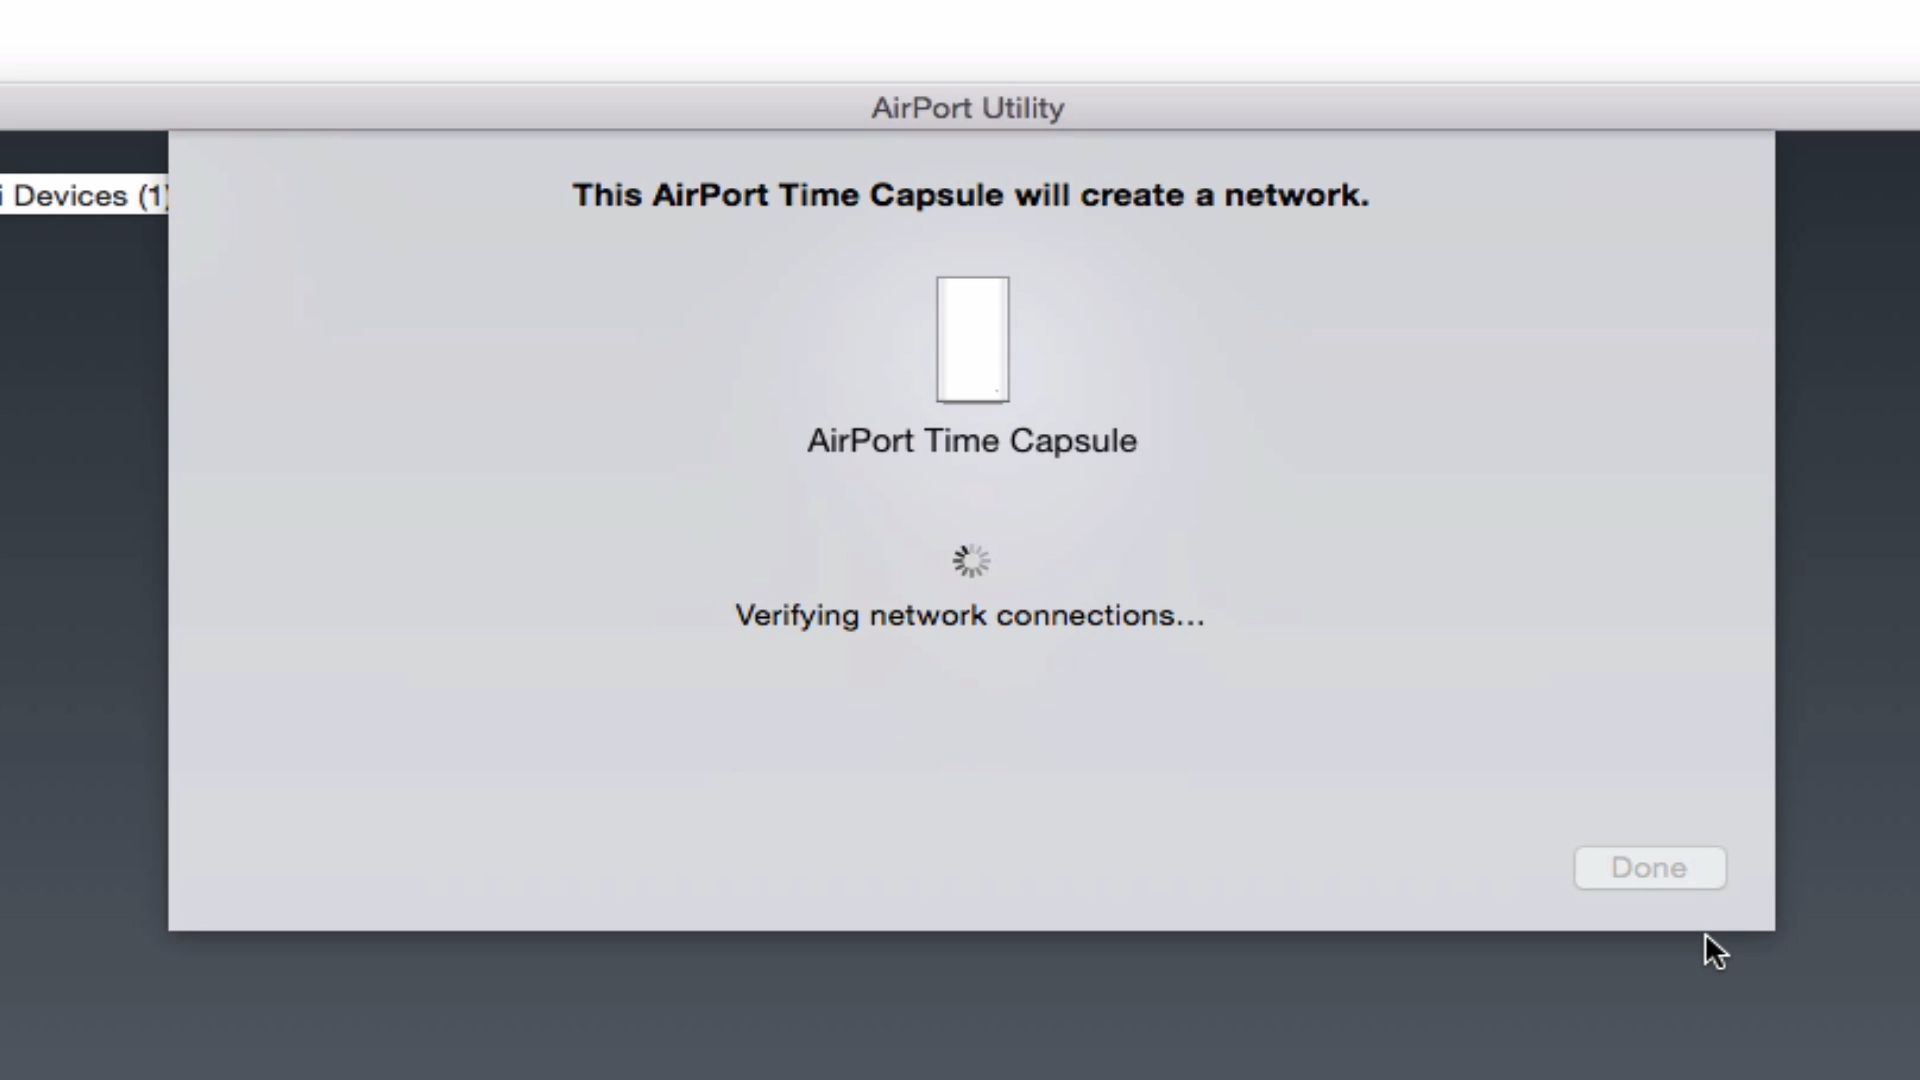 AirPort Utility
i Devices (1)
This AirPort Time Capsule will create a network.
AirPort Time Capsule
Verifying network connections...
Done